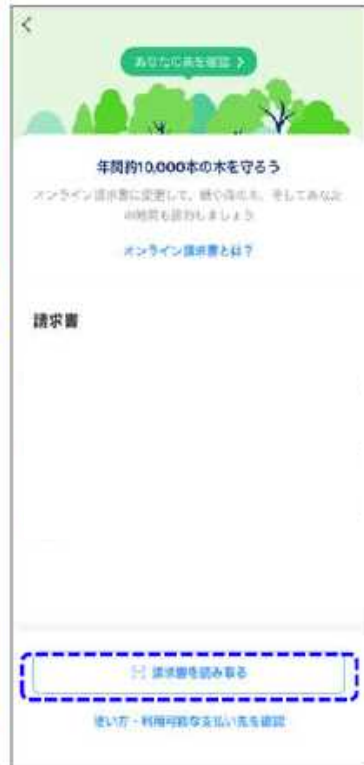 あなたの森を確認 >
年間約10,000本の木を守ろう
オンライン請求書に変更して、紙や森の木、そしてあなた
の時間も節約しましょう
オンライン請求書とは？
請求書
請求書を読み取る
使い方・利用可能な支払い先を確認